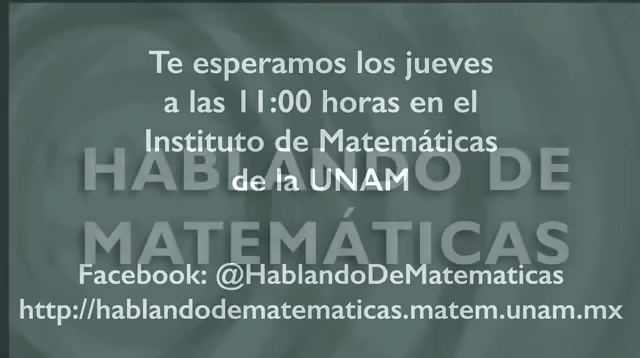 Te esperamos los jueves
a las 11:00 horas en el
Instituto de Matemáticas
de la UNAM
HABLANDO DE
MATEMÁTICAS
Facebook: @HablandoDeMatematicas
http://hablandodematematicas.matem.unam.mx